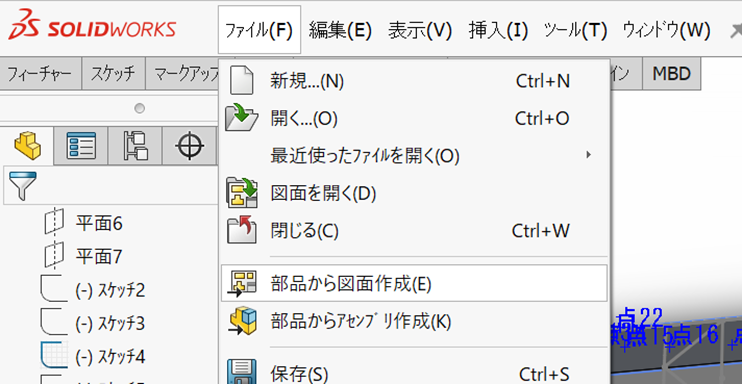 SOLIDWORKS
ファイル(F) 編集(E) 表示(V) 挿入(I) ツール(T) ウィンドウ(W)
フィーチャー スケッチ マークアップ MBD
新規...(N) Ctrl+N
開く...(O) Ctrl+O
最近使ったファイルを開く(O)
図面を開く(D)
閉じる(C) Ctrl+W
部品から図面作成(E)
部品からアセンブリ作成(K)
保存(S) Ctrl+S
平面6
平面7
(-) スケッチ2
(-) スケッチ3
(-) スケッチ4
点22
点15点16